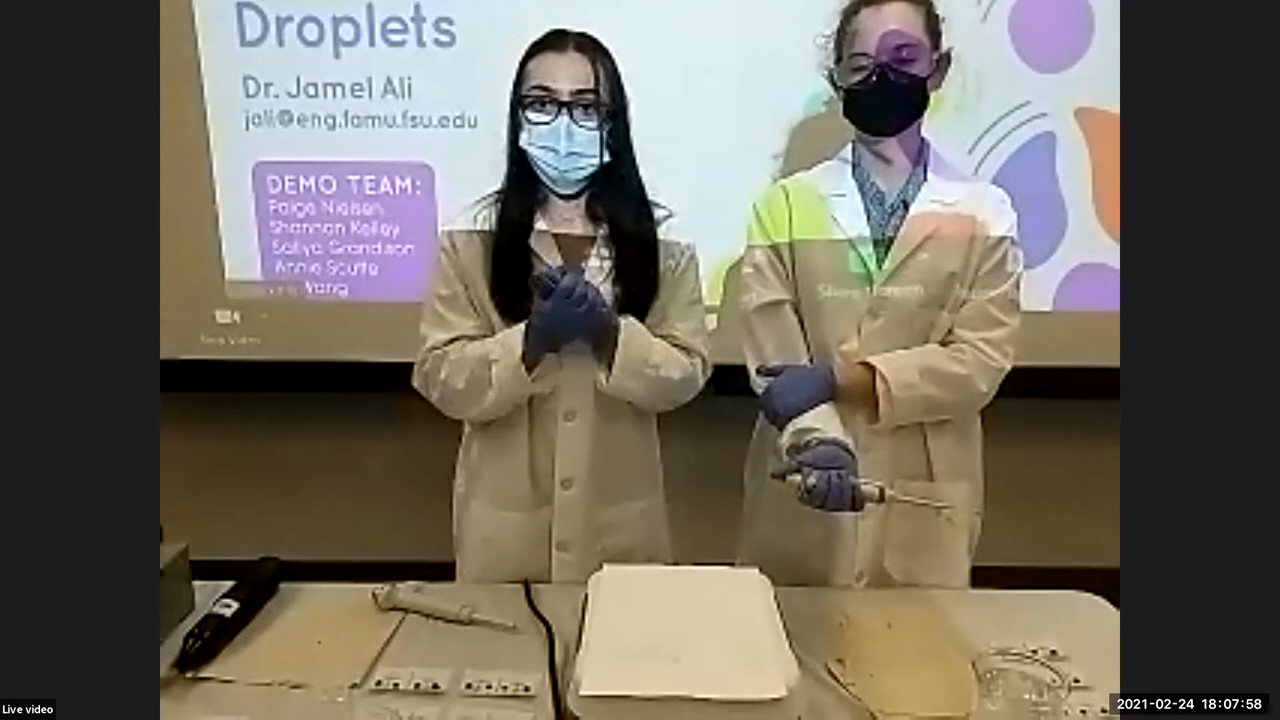 Droplets
Dr. Jamel Ali
jali@eng.famu.fsu.edu
DEMO TEAM:
Paige Nielsen
Shannon Kelley
Annie Scutte
Yang
Live video
2021-02-24 18:07:58